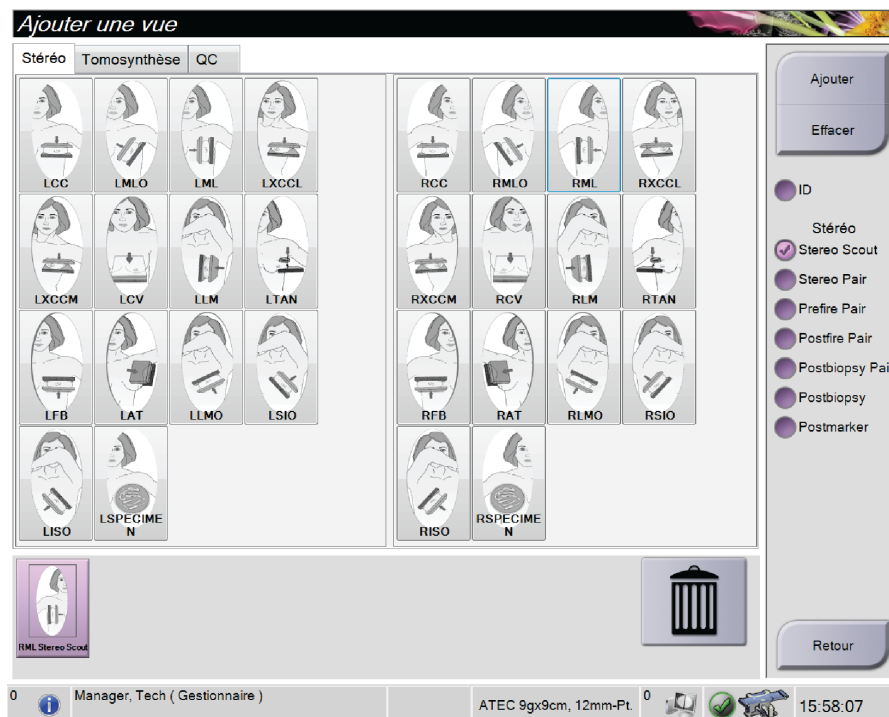 Ajouter une vue
Stéréo Tomosynthèse QC
LCC LMLO LML LXCCL
RCC RMLO RML RXCCL
LXCCM LCV LLM LTAN
RXCCM RCV RLM RTAN
LFB LAT LLMO LSIO
RFB RAT RLMO RSIO
LISO LSPECIME
N
RISO RSPECIME
N
Ajouter
Effacer
ID
Stéréo
Stereo Scout
Stereo Pair
Prefire Pair
Postfire Pair
Postbiopsy Pai
Postbiopsy
Postmarker
RML Stereo Scout
Retour
0 Manager, Tech ( Gestionnaire ) ATEC 9gx9cm, 12mm-Pt. 0 15:58:07